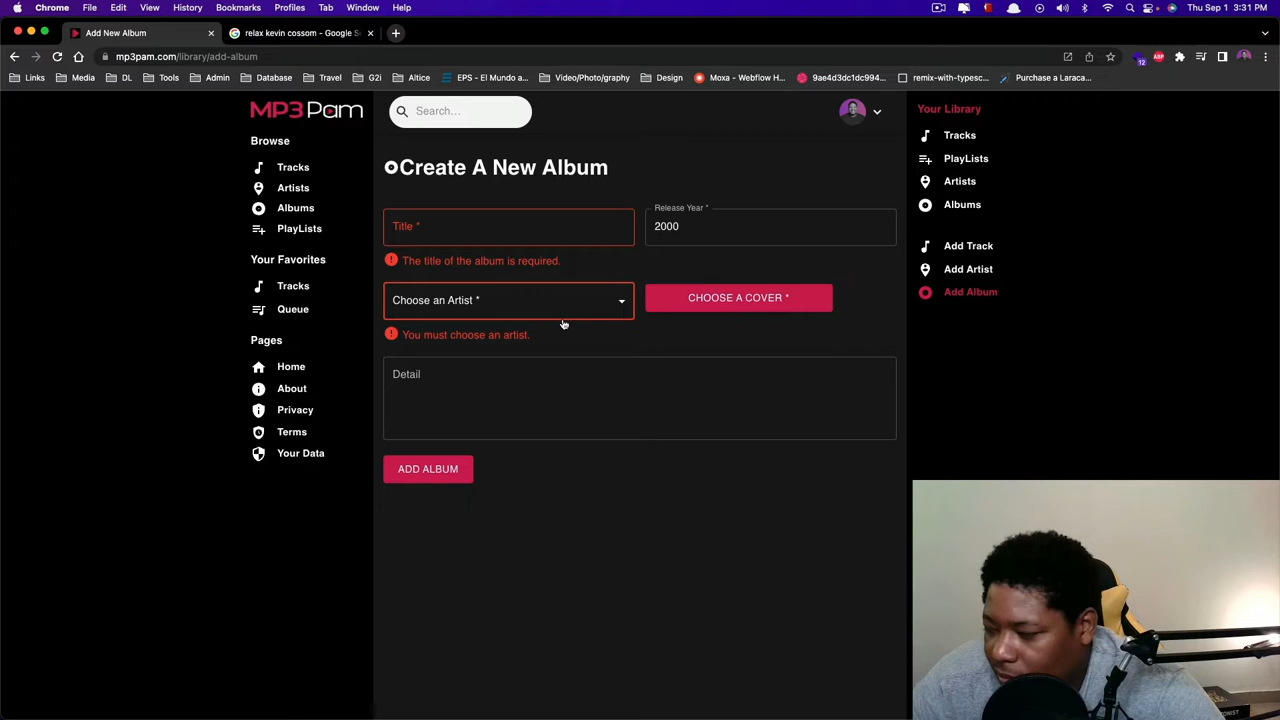 Chrome File Edit View History Bookmarks Profiles Tab Window Help Thu Sep 1 3:31 PM
Add New Album relax kevin cossom - Google S
mp3pam.com/library/add-album
Links Media DL Tools Admin Database Travel G2i Altice EPS - El Mundo a... Video/Photo/graphy Design Moxa - Webflow H... 9ae4d3dc1dc994... remix-with-typesc... Purchase a Laraca...
12 ABP
MP3Pam
Search...
Browse
Tracks
Artists
Albums
PlayLists
Your Favorites
Tracks
Queue
Pages
Home
About
Privacy
Terms
Your Data
Create A New Album
Title *
Release Year *
2000
The title of the album is required.
Choose an Artist *
CHOOSE A COVER *
You must choose an artist.
Detail
ADD ALBUM
Your Library
Tracks
PlayLists
Artists
Albums
Add Track
Add Artist
Add Album